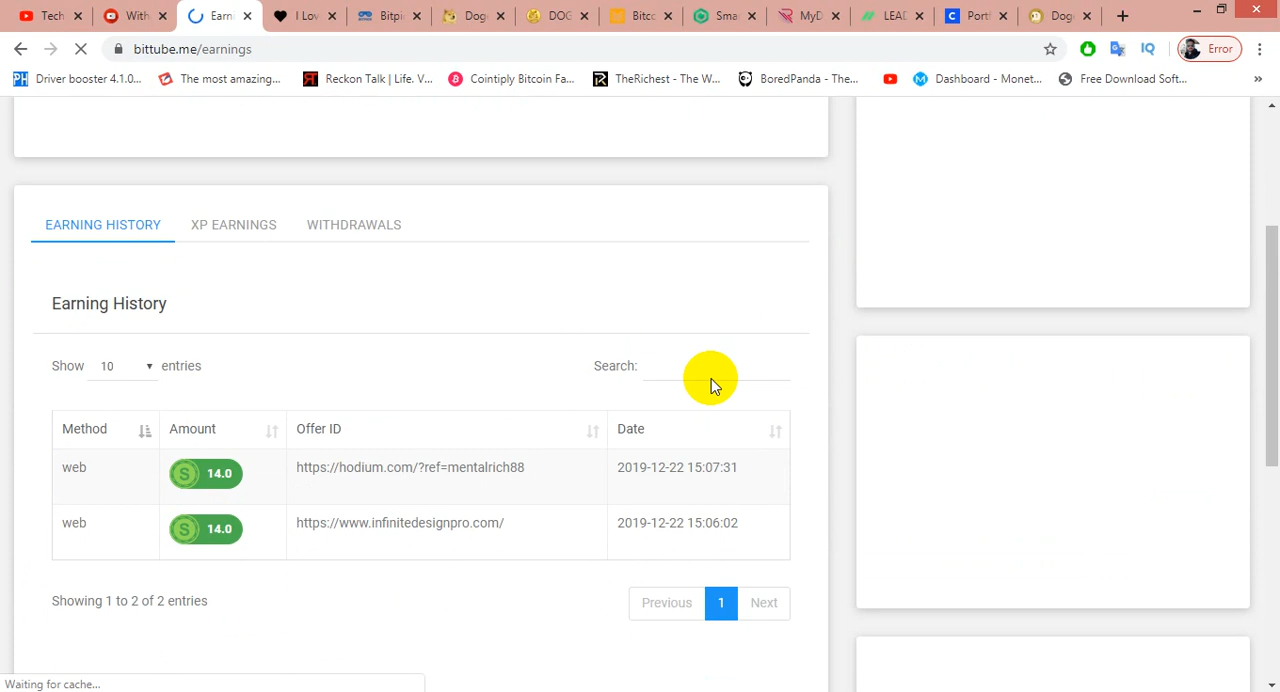 Tech
With
Earni
I Lov
Bitpi
Dog
DOG
Bitco
Smar
MyD
LEAD
Portf
Dog
bittube.me/earnings
Error
Driver booster 4.1.0...
The most amazing...
Reckon Talk | Life. V...
Cointiply Bitcoin Fa...
TheRichest - The W...
BoredPanda - The...
Dashboard - Monet...
Free Download Soft...
»
EARNING HISTORY XP EARNINGS WITHDRAWALS
Earning History
Show 10 entries Search:
Method Amount Offer ID Date
web S 14.0 https://hodium.com/?ref=mentalrich88 2019-12-22 15:07:31
web S 14.0 https://www.infinitedesignpro.com/ 2019-12-22 15:06:02
Showing 1 to 2 of 2 entries Previous 1 Next
Waiting for cache...